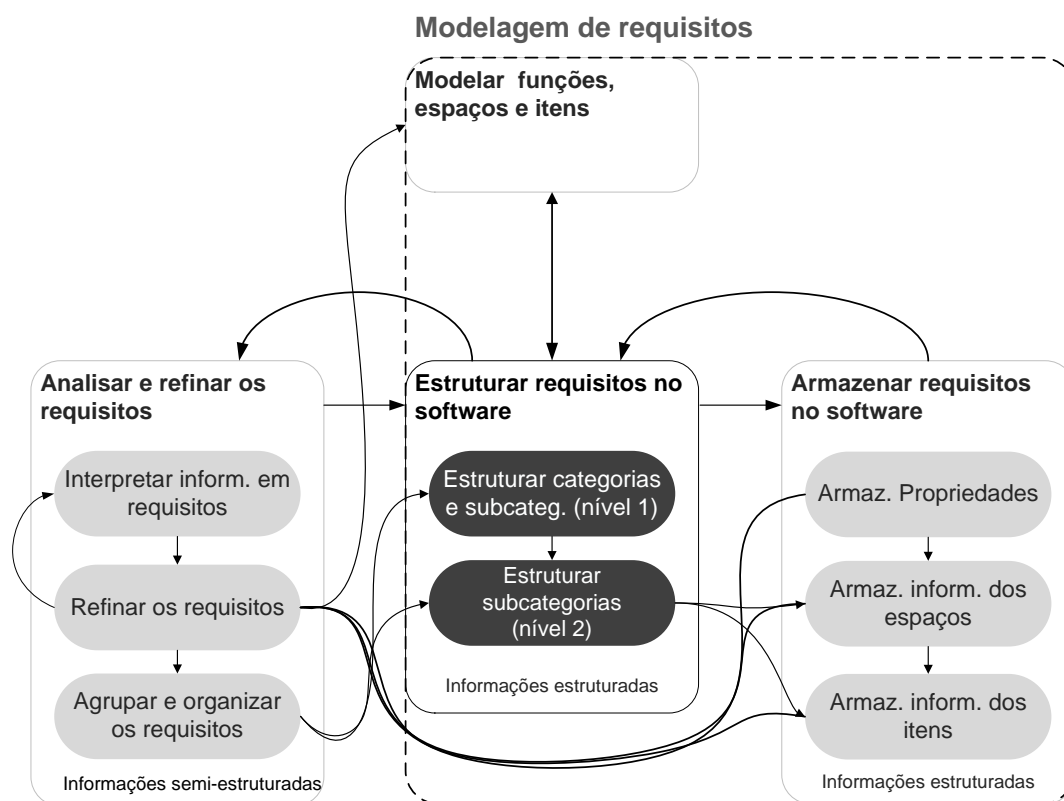 Modelagem de requisitos
Modelar funções,
espaços e itens
Analisar e refinar os
requisitos
Interpretar inform. em
requisitos
Refinar os requisitos
Agrupar e organizar
os requisitos
Informações semi-estruturadas
Estruturar requisitos no
software
Estruturar categorias
e subcateg. (nível 1)
Estruturar
subcategorias
(nível 2)
Informações estruturadas
Armazenar requisitos
no software
Armaz. Propriedades
Armaz. inform. dos
espaços
Armaz. inform. dos
itens
Informações estruturadas